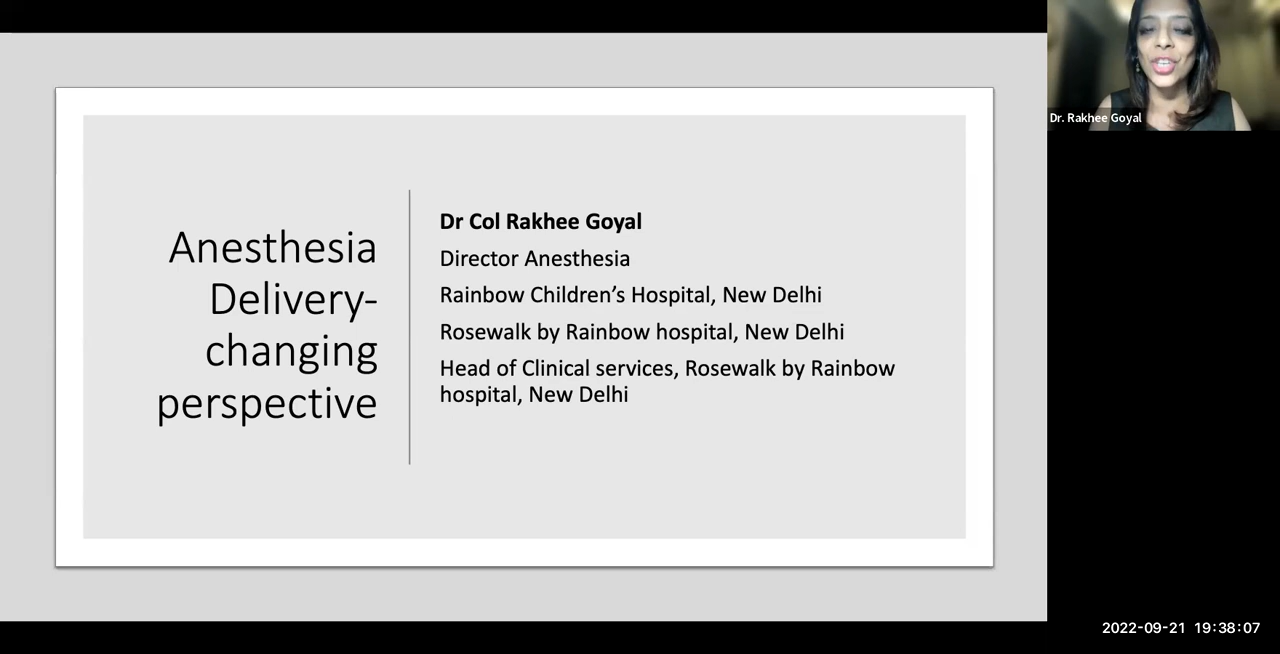 Anesthesia
Delivery-
changing
perspective
Dr Col Rakhee Goyal
Director Anesthesia
Rainbow Children’s Hospital, New Delhi
Rosewalk by Rainbow hospital, New Delhi
Head of Clinical services, Rosewalk by Rainbow
hospital, New Delhi
Dr. Rakhee Goyal
2022-09-21 19:38:07